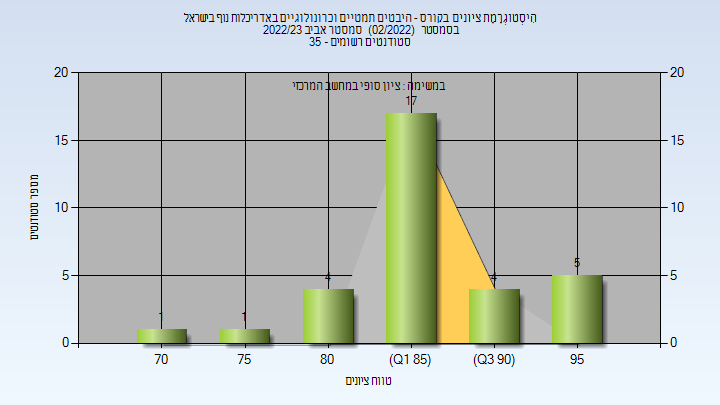 הִיסְטוֹגְרָמַת ציונים בקורס - היבטים תמטיים וכרונולוגיים באדריכלות נוף בישראל
בסמסטר (02/2022) סמסטר אביב 2022/23
סטודנטים רשומים - 35
במשימה : ציון סופי במחשב המרכזי
20 20
15 15
10 10
5 5
0 0
1 1 4 17 4 5
70 75 80 (Q1 85) (Q3 90) 95
מספר סטודנטים
טווח ציונים